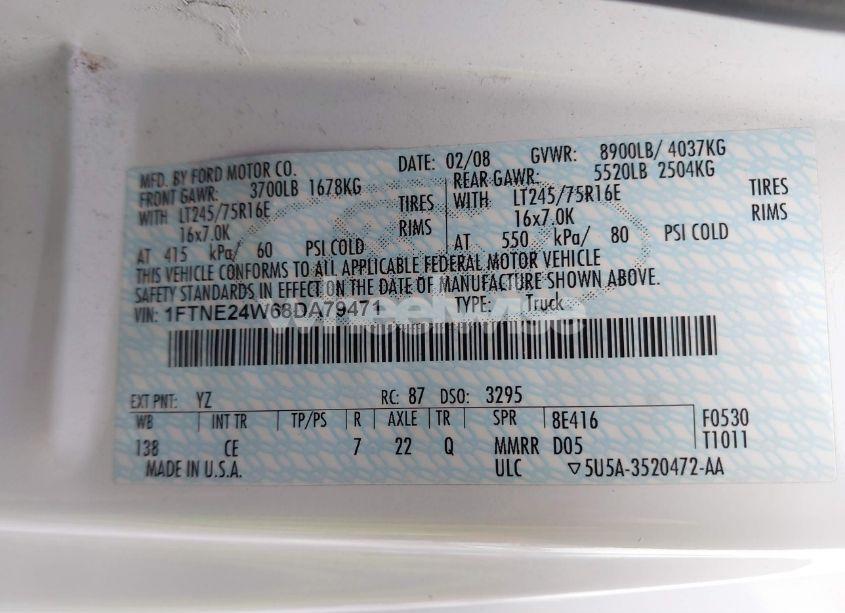 MFD. BY FORD MOTOR CO. DATE: 02/08 GVWR: 8900LB/ 4037KG
FRONT GAWR: 3700LB 1678KG REAR GAWR: 5520LB 2504KG
WITH LT245/75R16E TIRES WITH LT245/75R16E TIRES
16x7.0K RIMS 16x7.0K RIMS
AT 415 kPa/ 60 PSI COLD AT 550 kPa/ 80 PSI COLD
THIS VEHICLE CONFORMS TO ALL APPLICABLE FEDERAL MOTOR VEHICLE
SAFETY STANDARDS IN EFFECT ON THE DATE OF MANUFACTURE SHOWN ABOVE.
VIN: 1FTNE24W68DA79471 TYPE: Truck
EXT PNT: YZ RC: 87 DSO: 3295
WB INT TR TP/PS R AXLE TR SPR 8E416 F0530
138 CE 7 22 Q MMRR D05 T1011
MADE IN U.S.A. ULC ▽5U5A-3520472-AA